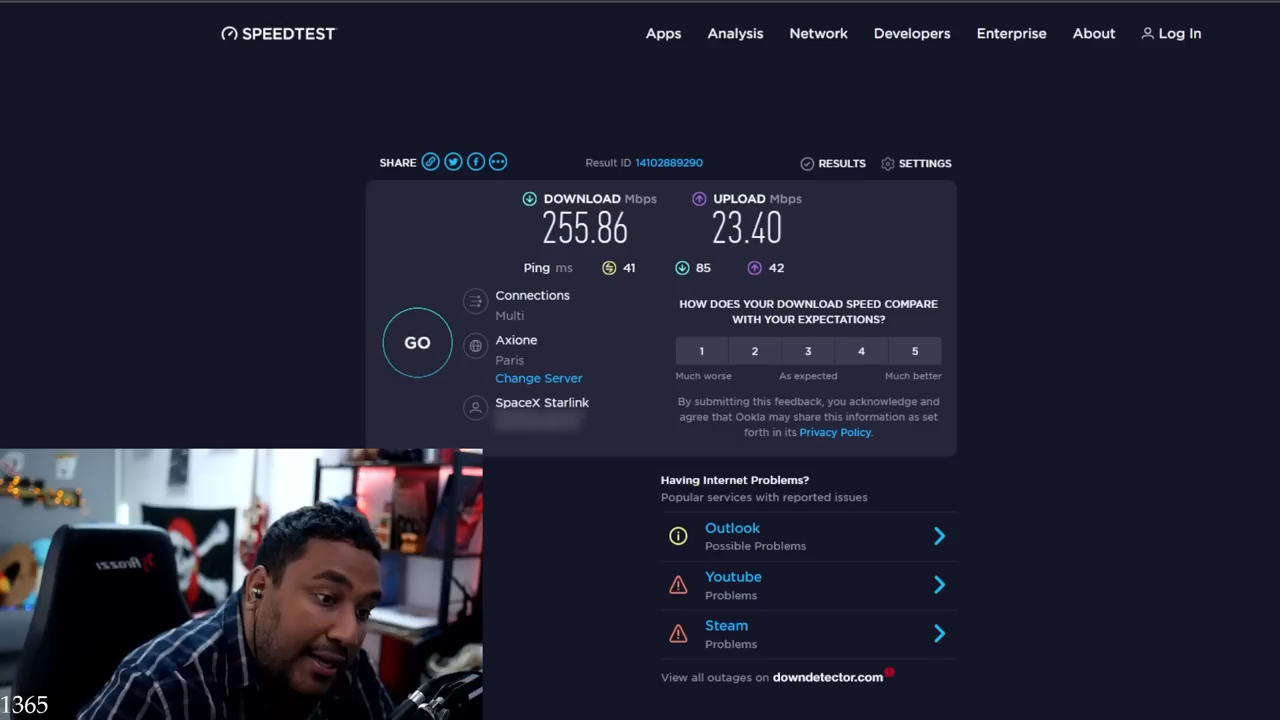 SPEEDTEST
Apps
Analysis
Network
Developers
Enterprise
About
Log In
SHARE
Result ID 14102889290
RESULTS
SETTINGS
DOWNLOAD Mbps
255.86
UPLOAD Mbps
23.40
Ping ms
41
85
42
GO
Connections
Multi
Axione
Paris
Change Server
SpaceX Starlink
HOW DOES YOUR DOWNLOAD SPEED COMPARE
WITH YOUR EXPECTATIONS?
1
2
3
4
5
Much worse
As expected
Much better
By submitting this feedback, you acknowledge and
agree that Ookla may share this information as set
forth in its Privacy Policy.
Having Internet Problems?
Popular services with reported issues
Outlook
Possible Problems
Youtube
Problems
Steam
Problems
View all outages on downdetector.com
Arozzi
1365